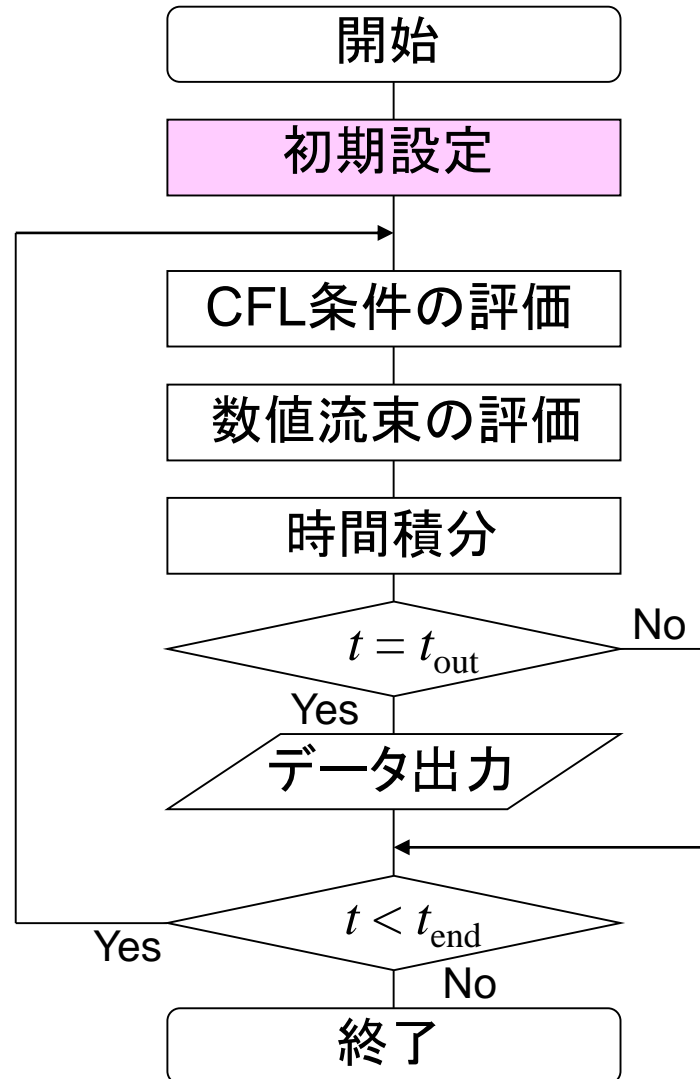 開始
初期設定
CFL条件の評価
数値流束の評価
時間積分
t = t_out
No
Yes
データ出力
t < t_end
Yes
No
終了